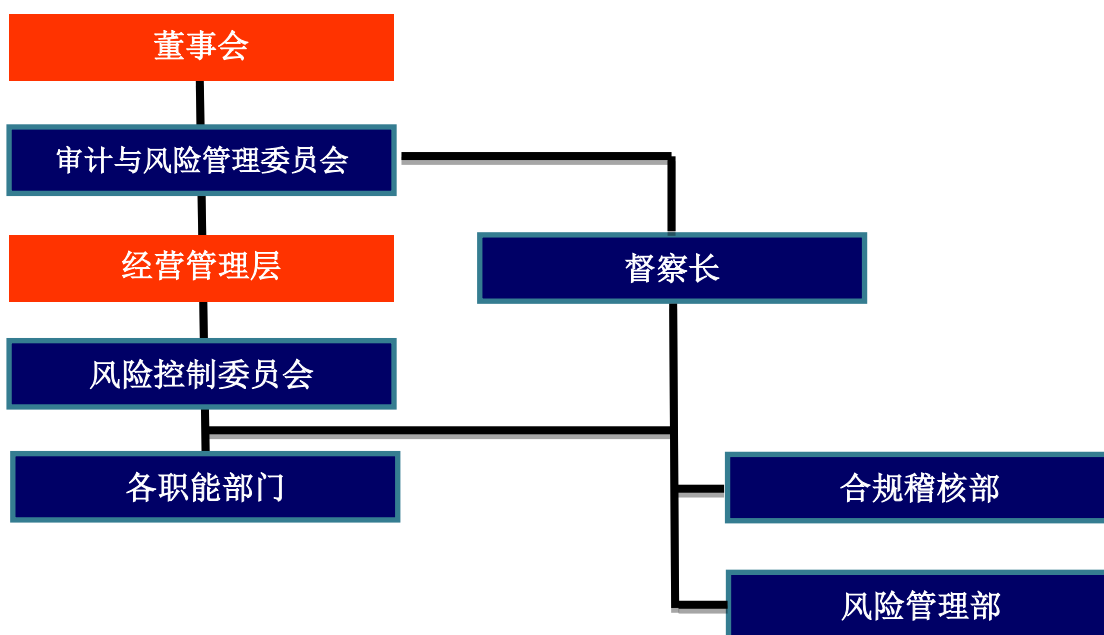 董事会
审计与风险管理委员会
经营管理层
督察长
风险控制委员会
各职能部门
合规稽核部
风险管理部